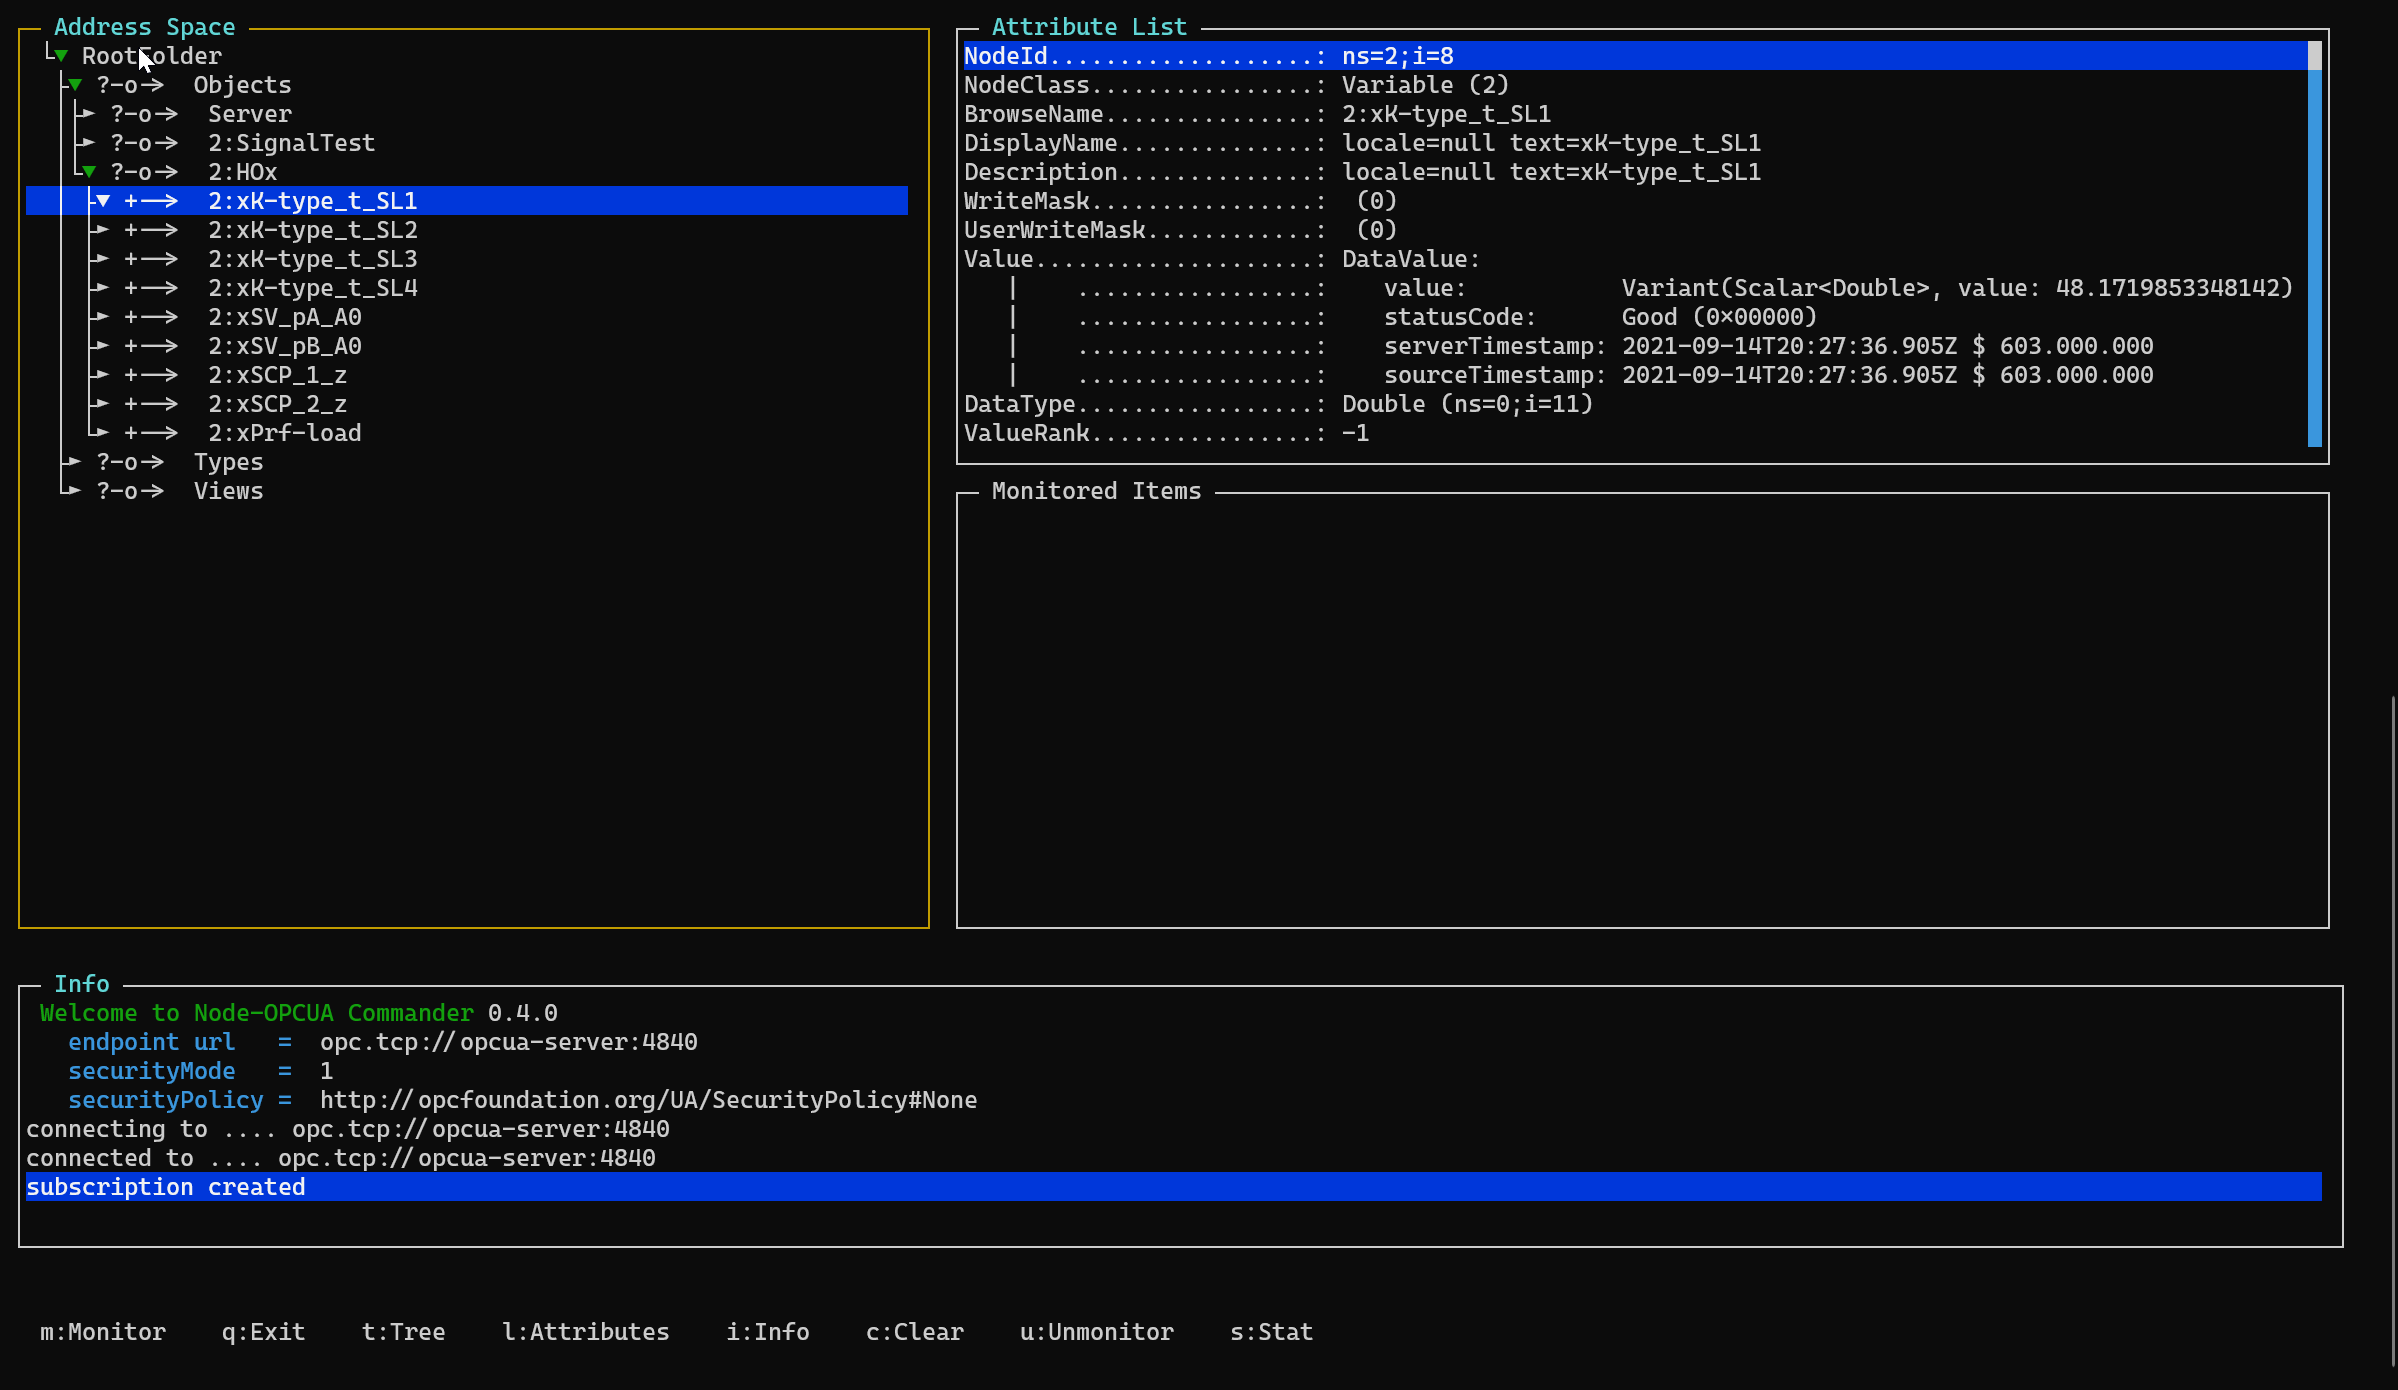 Address Space
RootFolder
?-o-> Objects
?-o-> Server
?-o-> 2:SignalTest
?-o-> 2:HOx
+--> 2:xK-type_t_SL1
+--> 2:xK-type_t_SL2
+--> 2:xK-type_t_SL3
+--> 2:xK-type_t_SL4
+--> 2:xSV_pA_A0
+--> 2:xSV_pB_A0
+--> 2:xSCP_1_z
+--> 2:xSCP_2_z
+--> 2:xPrf-load
?-o-> Types
?-o-> Views
Attribute List
NodeId...................: ns=2;i=8
NodeClass................: Variable (2)
BrowseName...............: 2:xK-type_t_SL1
DisplayName..............: locale=null text=xK-type_t_SL1
Description..............: locale=null text=xK-type_t_SL1
WriteMask................: (0)
UserWriteMask............: (0)
Value....................: DataValue:
| .................: value: Variant(Scalar<Double>, value: 48.1719853348142)
| .................: statusCode: Good (0×00000)
| .................: serverTimestamp: 2021-09-14T20:27:36.905Z $ 603.000.000
| .................: sourceTimestamp: 2021-09-14T20:27:36.905Z $ 603.000.000
DataType.................: Double (ns=0;i=11)
ValueRank................: -1
Monitored Items
Info
Welcome to Node-OPCUA Commander 0.4.0
endpoint url = opc.tcp://opcua-server:4840
securityMode = 1
securityPolicy = http://opcfoundation.org/UA/SecurityPolicy#None
connecting to .... opc.tcp://opcua-server:4840
connected to .... opc.tcp://opcua-server:4840
subscription created
m:Monitor q:Exit t:Tree l:Attributes i:Info c:Clear u:Unmonitor s:Stat